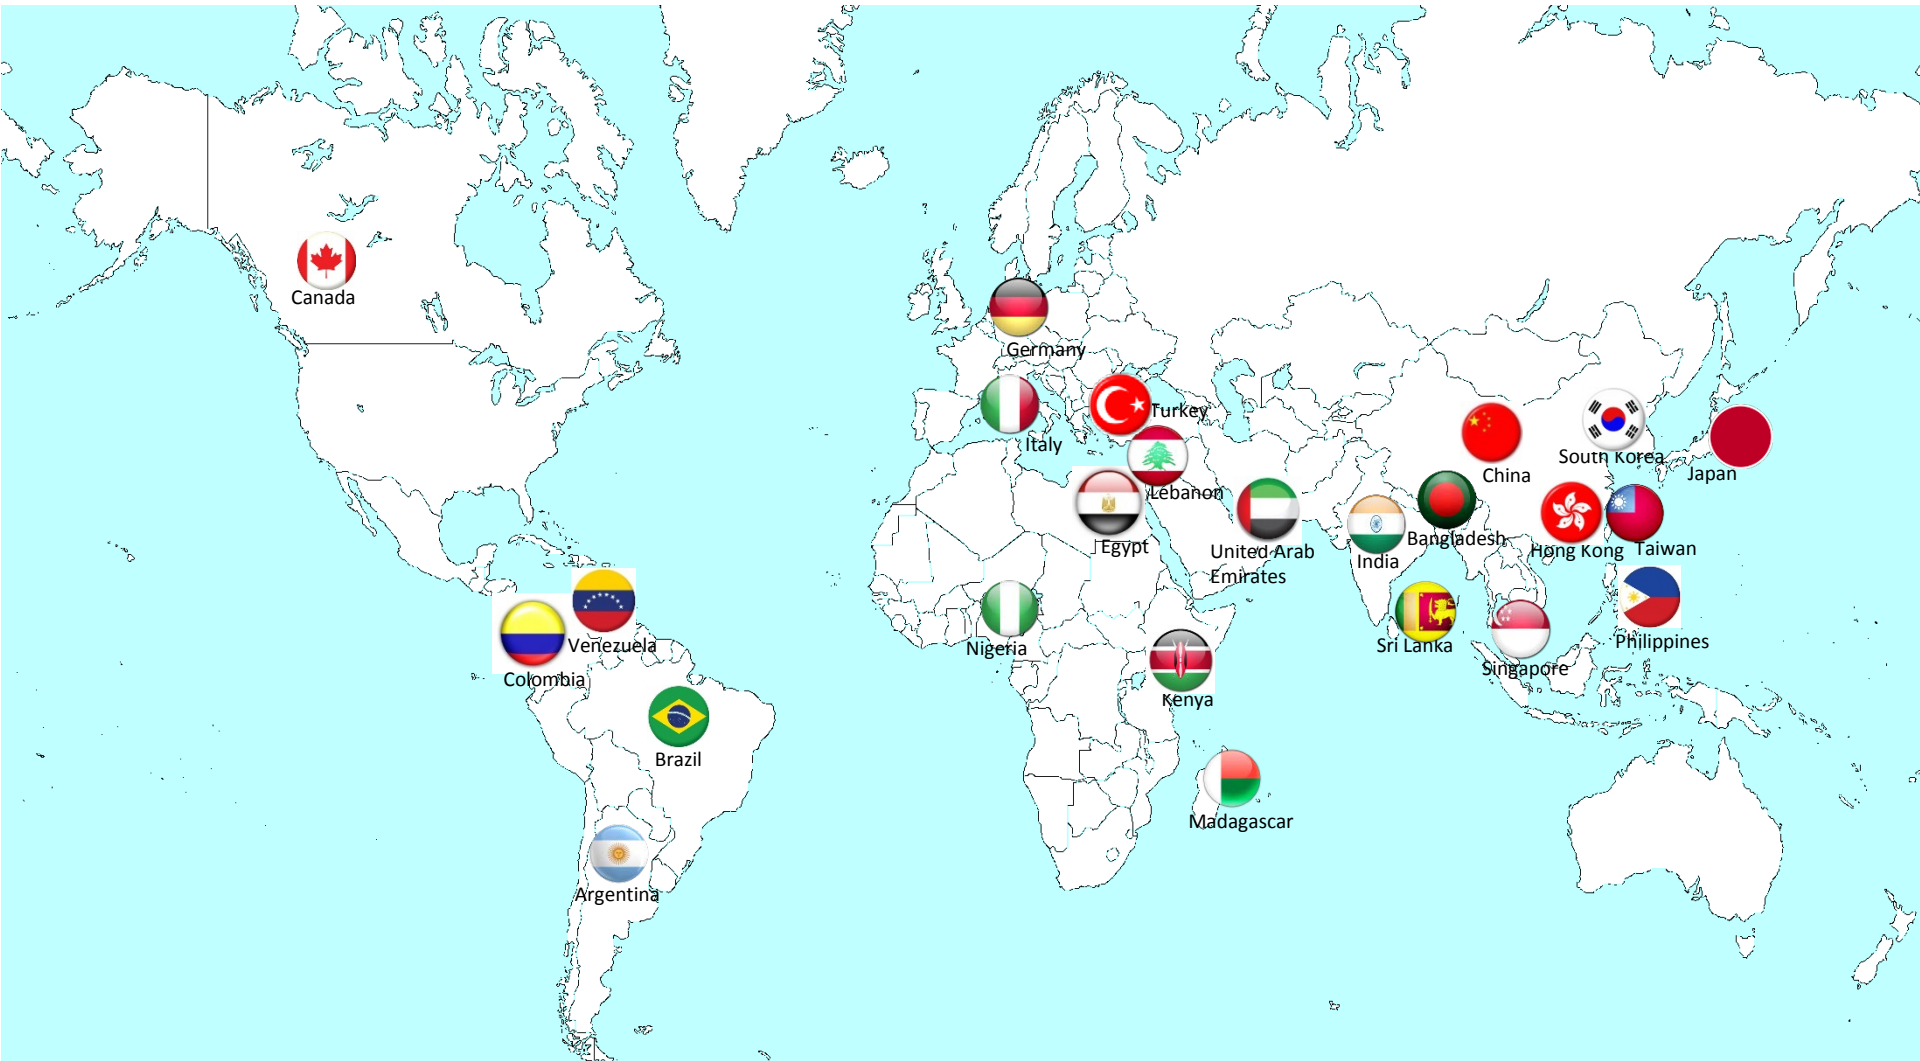 Canada
Germany
Turkey
Italy
South Korea
China
Japan
Lebanon
Egypt
United Arab
Emirates
India
Bangladesh
Hong Kong
Taiwan
Venezuela
Colombia
Nigeria
Kenya
Sri Lanka
Singapore
Philippines
Brazil
Madagascar
Argentina